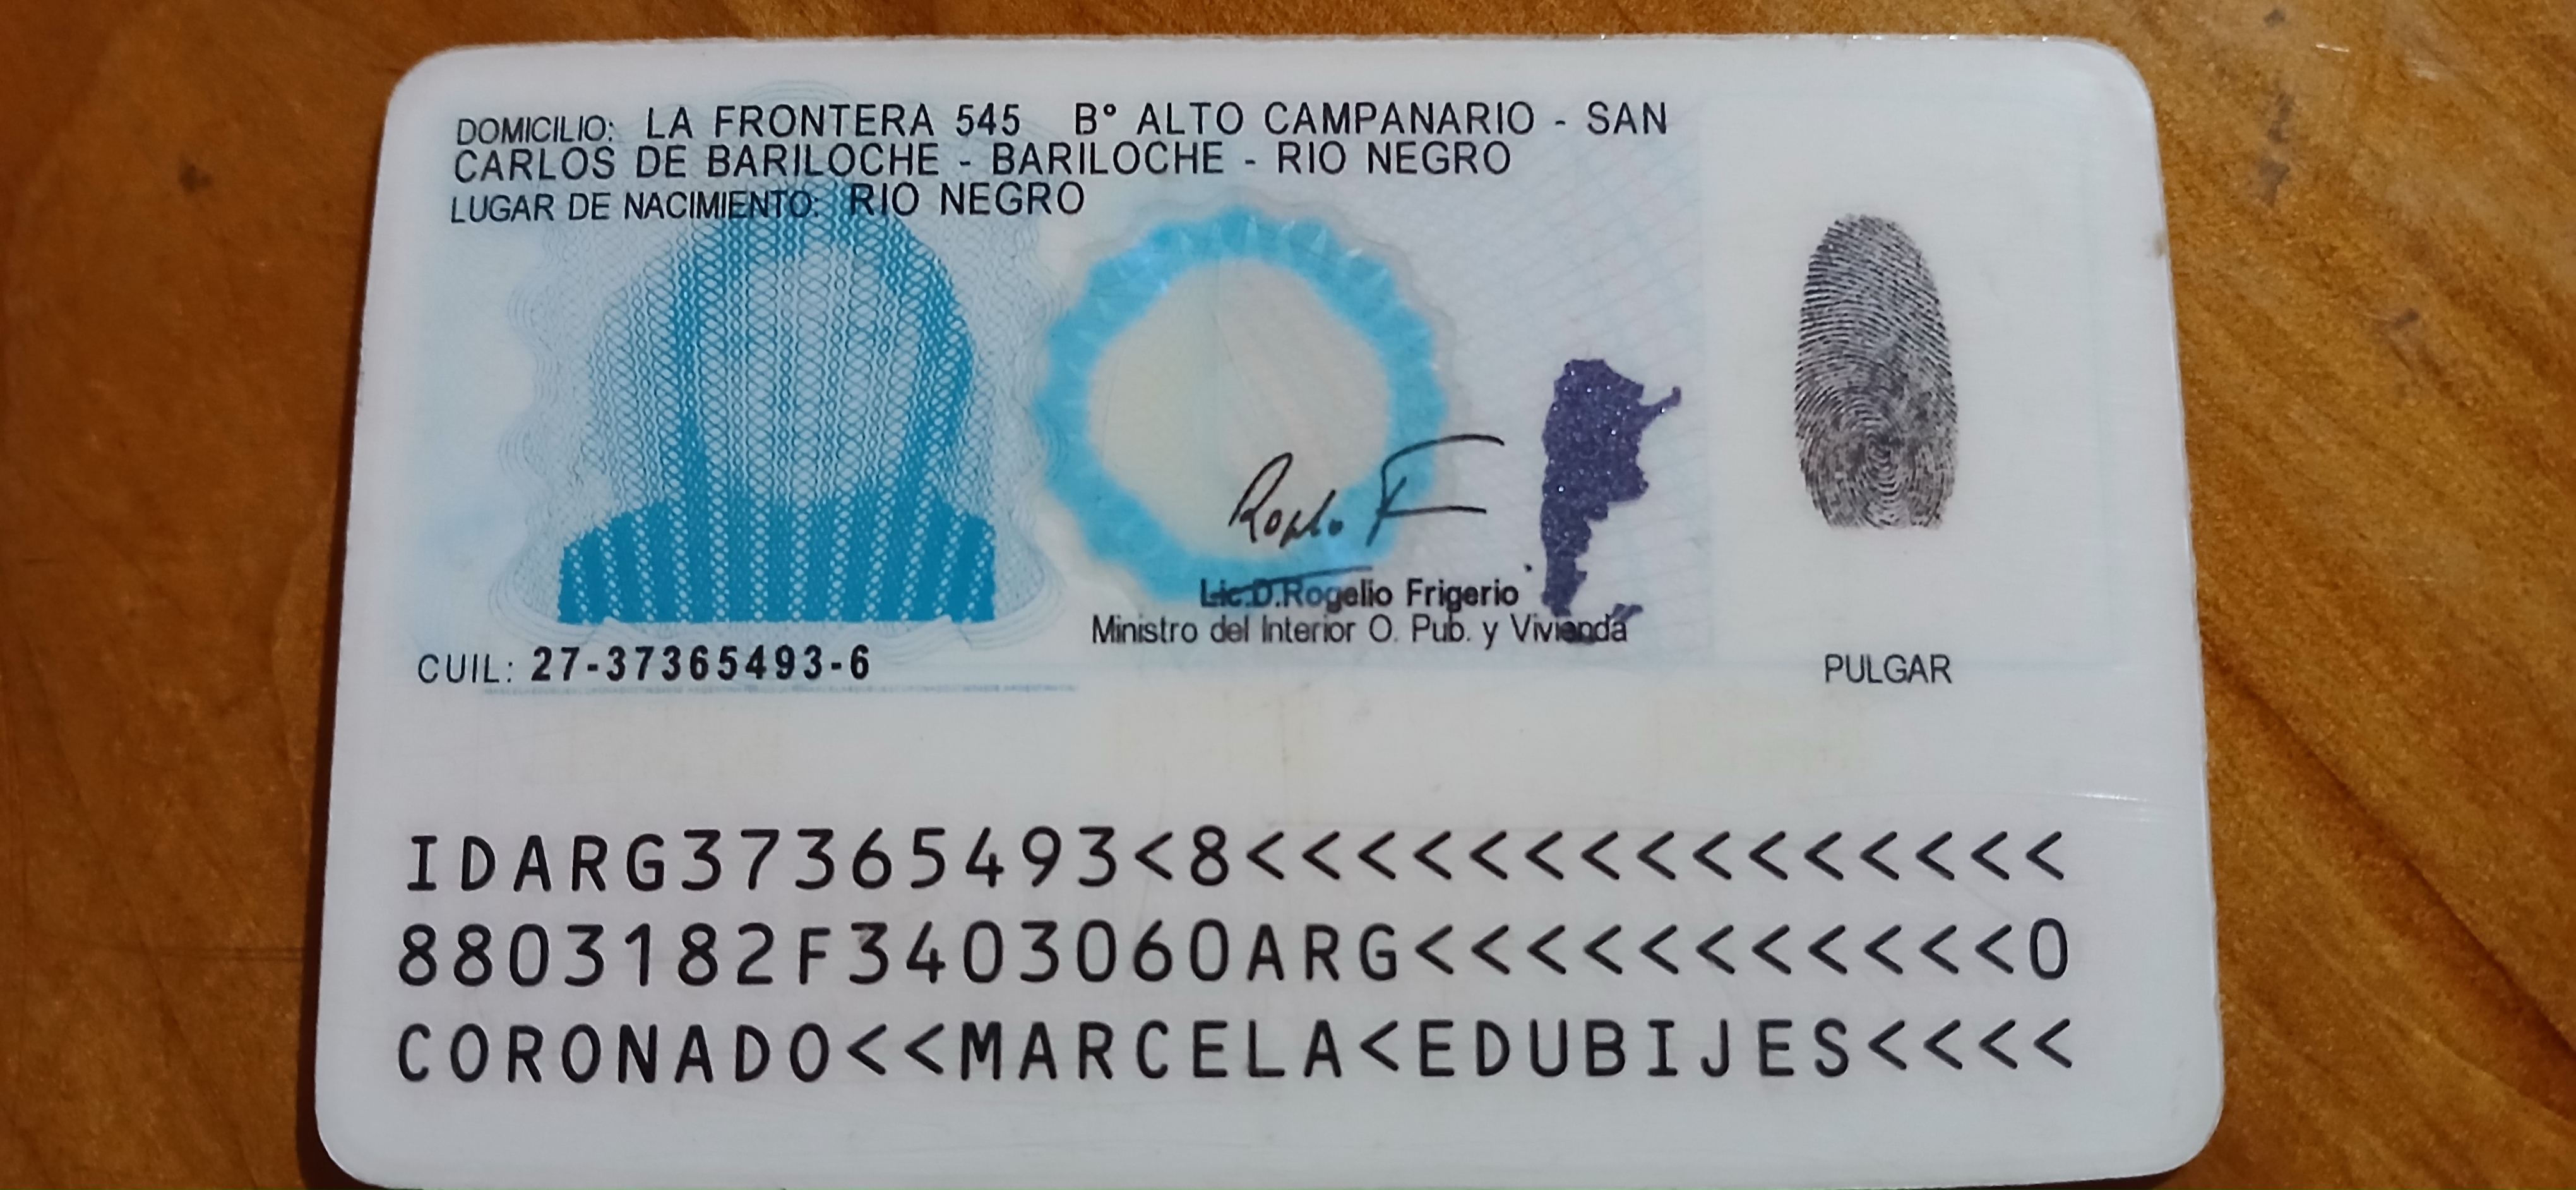 DOMICILIO: LA FRONTERA 545 B° ALTO CAMPANARIO - SAN
CARLOS DE BARILOCHE - BARILOCHE - RIO NEGRO
LUGAR DE NACIMIENTO: RIO NEGRO
Lic.D.Rogelio Frigerio
Ministro del Interior O. Pub. y Vivienda
CUIL: 27-37365493-6
PULGAR
IDARG37365493<8<<<<<<<<<<<<<<<
8803182F3403060ARG<<<<<<<<<<<0
CORONADO<<MARCELA<EDUBIJES<<<<